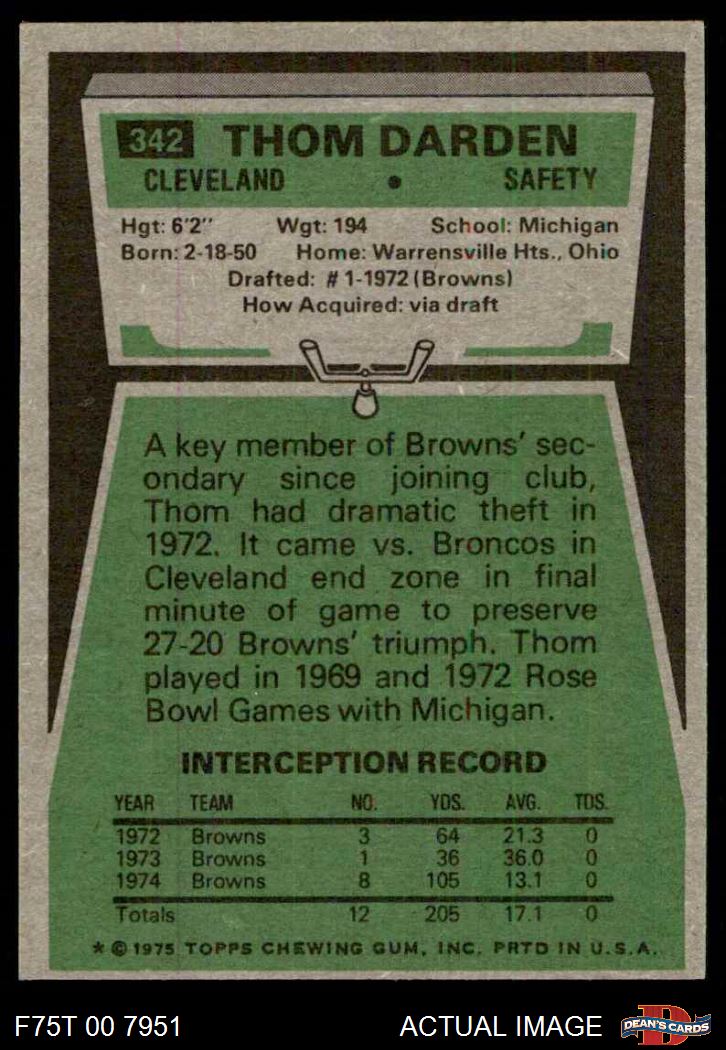 342 THOM DARDEN
CLEVELAND • SAFETY
Hgt: 6'2" Wgt: 194 School: Michigan
Born: 2-18-50 Home: Warrensville Hts., Ohio
Drafted: #1-1972 (Browns)
How Acquired: via draft
A key member of Browns' sec-
ondary since joining club,
Thom had dramatic theft in
1972. It came vs. Broncos in
Cleveland end zone in final
minute of game to preserve
27-20 Browns' triumph. Thom
played in 1969 and 1972 Rose
Bowl Games with Michigan.
INTERCEPTION RECORD
YEAR TEAM NO. YDS. AVG. TDS.
1972 Browns 3 64 21.3 0
1973 Browns 1 36 36.0 0
1974 Browns 8 105 13.1 0
Totals 12 205 17.1 0
* © 1975 TOPPS CHEWING GUM, INC. PRTD IN U.S.A.
F75T 00 7951 ACTUAL IMAGE D DEAN'S CARDS